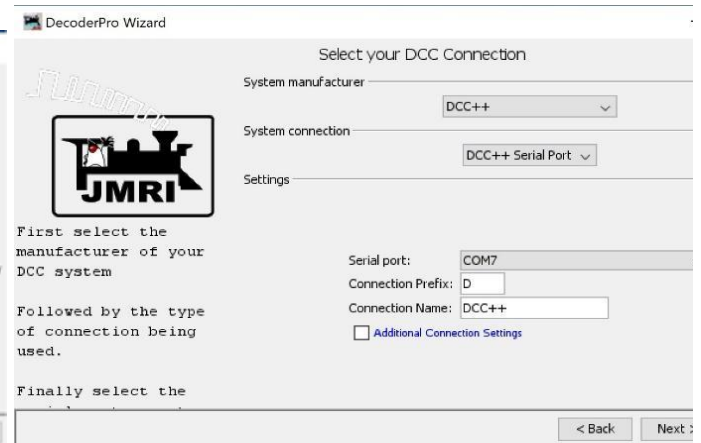 DecoderPro Wizard
Select your DCC Connection
System manufacturer
DCC++
System connection
DCC++ Serial Port
Settings
JMRI
First select the
manufacturer of your
DCC system
Followed by the type
of connection being
used.
Finally select the
Serial port:
COM7
Connection Prefix:
D
Connection Name:
DCC++
Additional Connection Settings
< Back
Next >